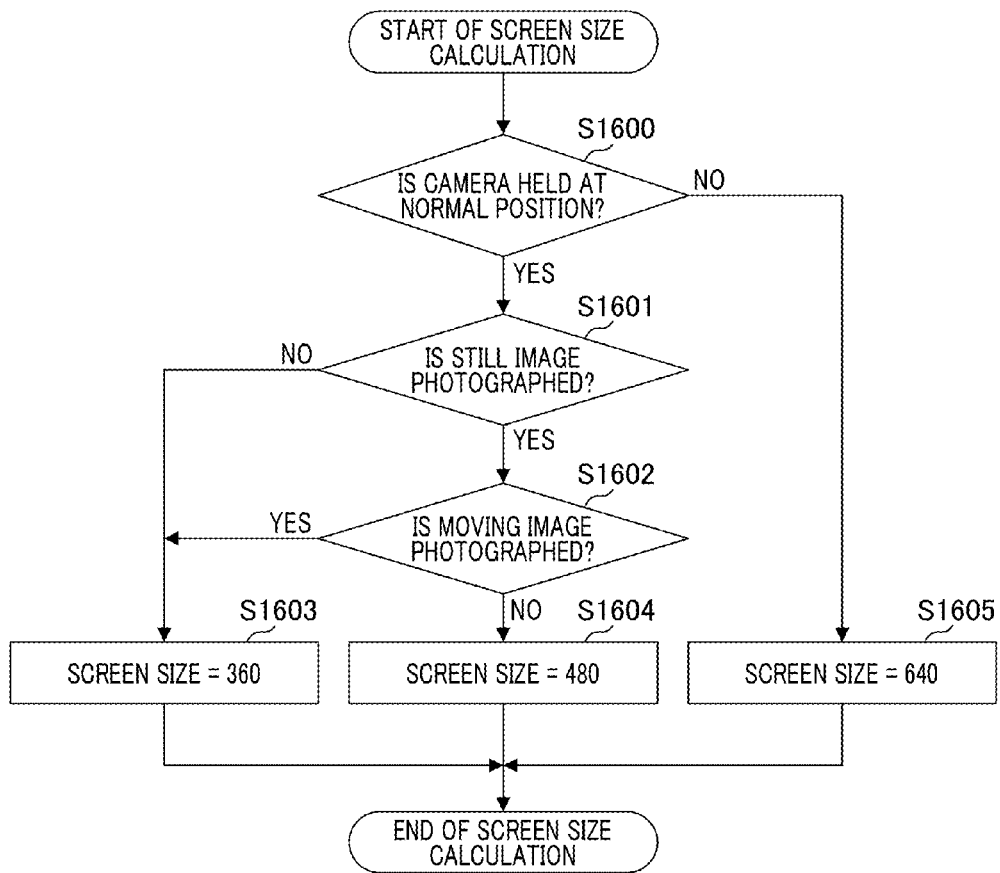 START OF SCREEN SIZE
CALCULATION
S1600
IS CAMERA HELD AT
NORMAL POSITION?
NO
YES
S1601
NO
IS STILL IMAGE
PHOTOGRAPHED?
YES
S1602
YES
IS MOVING IMAGE
PHOTOGRAPHED?
NO
S1603
S1604
S1605
SCREEN SIZE = 360
SCREEN SIZE = 480
SCREEN SIZE = 640
END OF SCREEN SIZE
CALCULATION